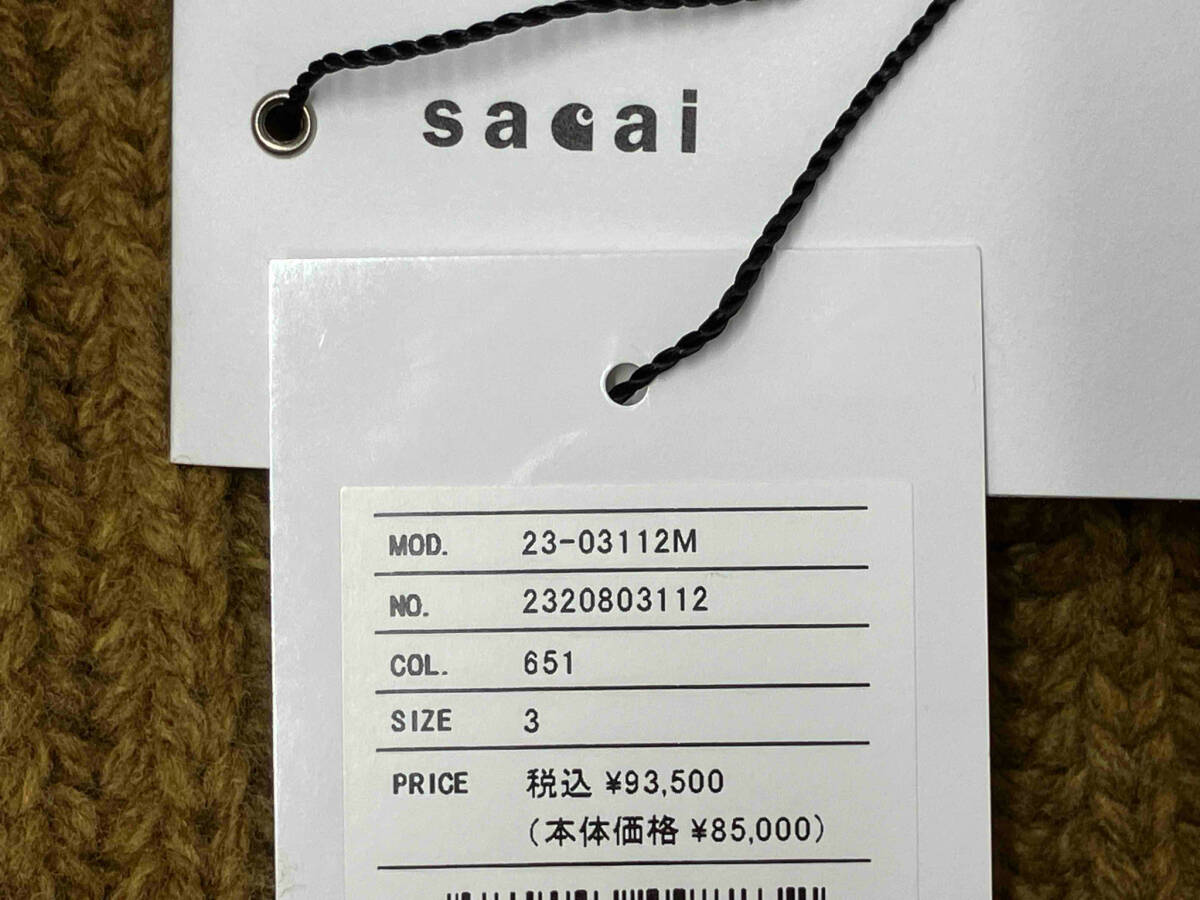 sacai
MOD. 23-03112M
NO. 2320803112
COL. 651
SIZE 3
PRICE 税込 ¥93,500
(本体価格 ¥85,000)